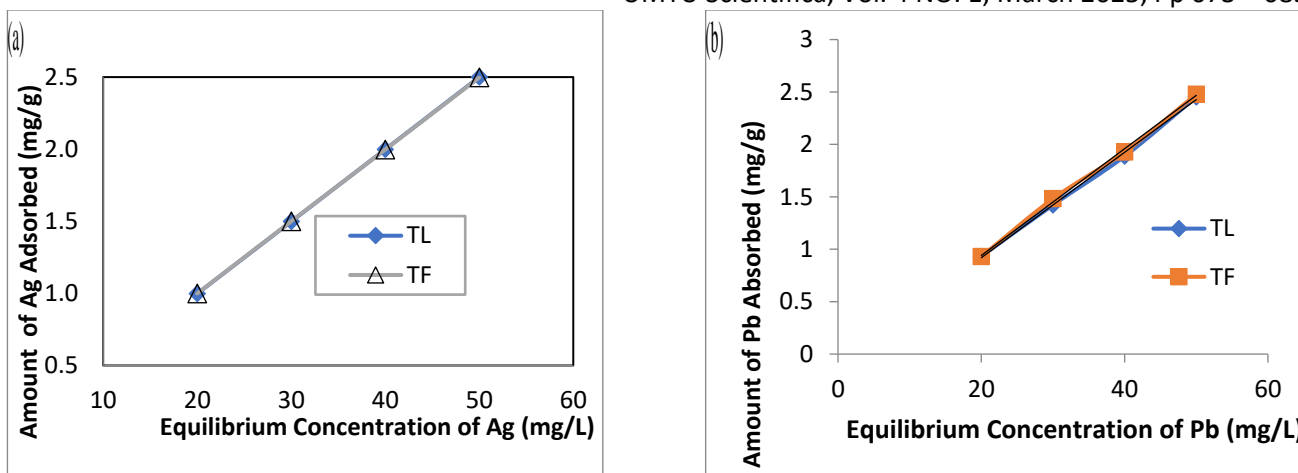 (a)
Amount of Ag Adsorbed (mg/g)
2.5
2.0
1.5
1.0
0.5
10 20 30 40 50 60
Equilibrium Concentration of Ag (mg/L)
TL
TF
(b)
Amount of Pb Absorbed (mg/g)
3
2.5
2
1.5
1
0.5
0
0 20 40 60
Equilibrium Concentration of Pb (mg/L)
TL
TF